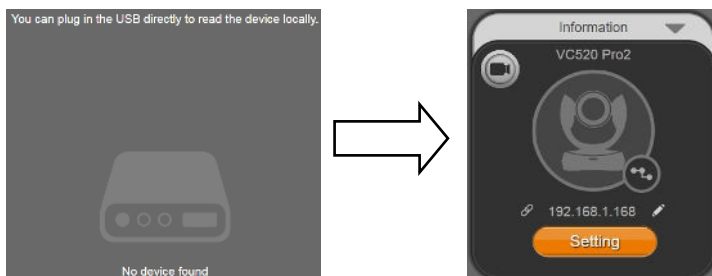 You can plug in the USB directly to read the device locally.
No device found
Information
VC520 Pro2
192.168.1.168
Setting